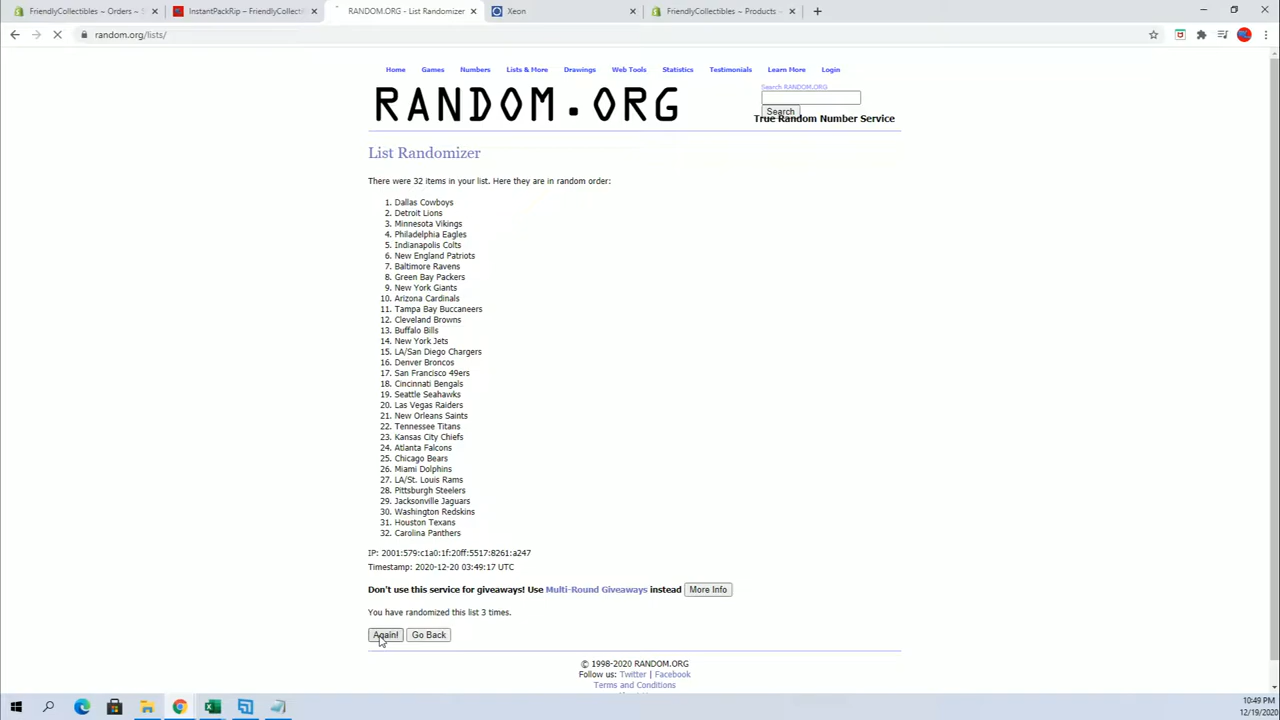 FriendlyCollectibles ~ Orders ~ S
InstantPackRip – FriendlyCollecti
RANDOM.ORG - List Randomizer
Xeon
FriendlyCollectibles ~ Products ~
random.org/lists/
Home Games Numbers Lists & More Drawings Web Tools Statistics Testimonials Learn More Login
Search RANDOM.ORG
RANDOM.ORG
Search
True Random Number Service
List Randomizer
There were 32 items in your list. Here they are in random order:
1. Dallas Cowboys
2. Detroit Lions
3. Minnesota Vikings
4. Philadelphia Eagles
5. Indianapolis Colts
6. New England Patriots
7. Baltimore Ravens
8. Green Bay Packers
9. New York Giants
10. Arizona Cardinals
11. Tampa Bay Buccaneers
12. Cleveland Browns
13. Buffalo Bills
14. New York Jets
15. LA/San Diego Chargers
16. Denver Broncos
17. San Francisco 49ers
18. Cincinnati Bengals
19. Seattle Seahawks
20. Las Vegas Raiders
21. New Orleans Saints
22. Tennessee Titans
23. Kansas City Chiefs
24. Atlanta Falcons
25. Chicago Bears
26. Miami Dolphins
27. LA/St. Louis Rams
28. Pittsburgh Steelers
29. Jacksonville Jaguars
30. Washington Redskins
31. Houston Texans
32. Carolina Panthers
IP: 2001:579:c1a0:1f:20ff:5517:8261:a247
Timestamp: 2020-12-20 03:49:17 UTC
Don't use this service for giveaways! Use Multi-Round Giveaways instead More Info
You have randomized this list 3 times.
Again! Go Back
© 1998-2020 RANDOM.ORG
Follow us: Twitter | Facebook
Terms and Conditions
10:49 PM
12/19/2020